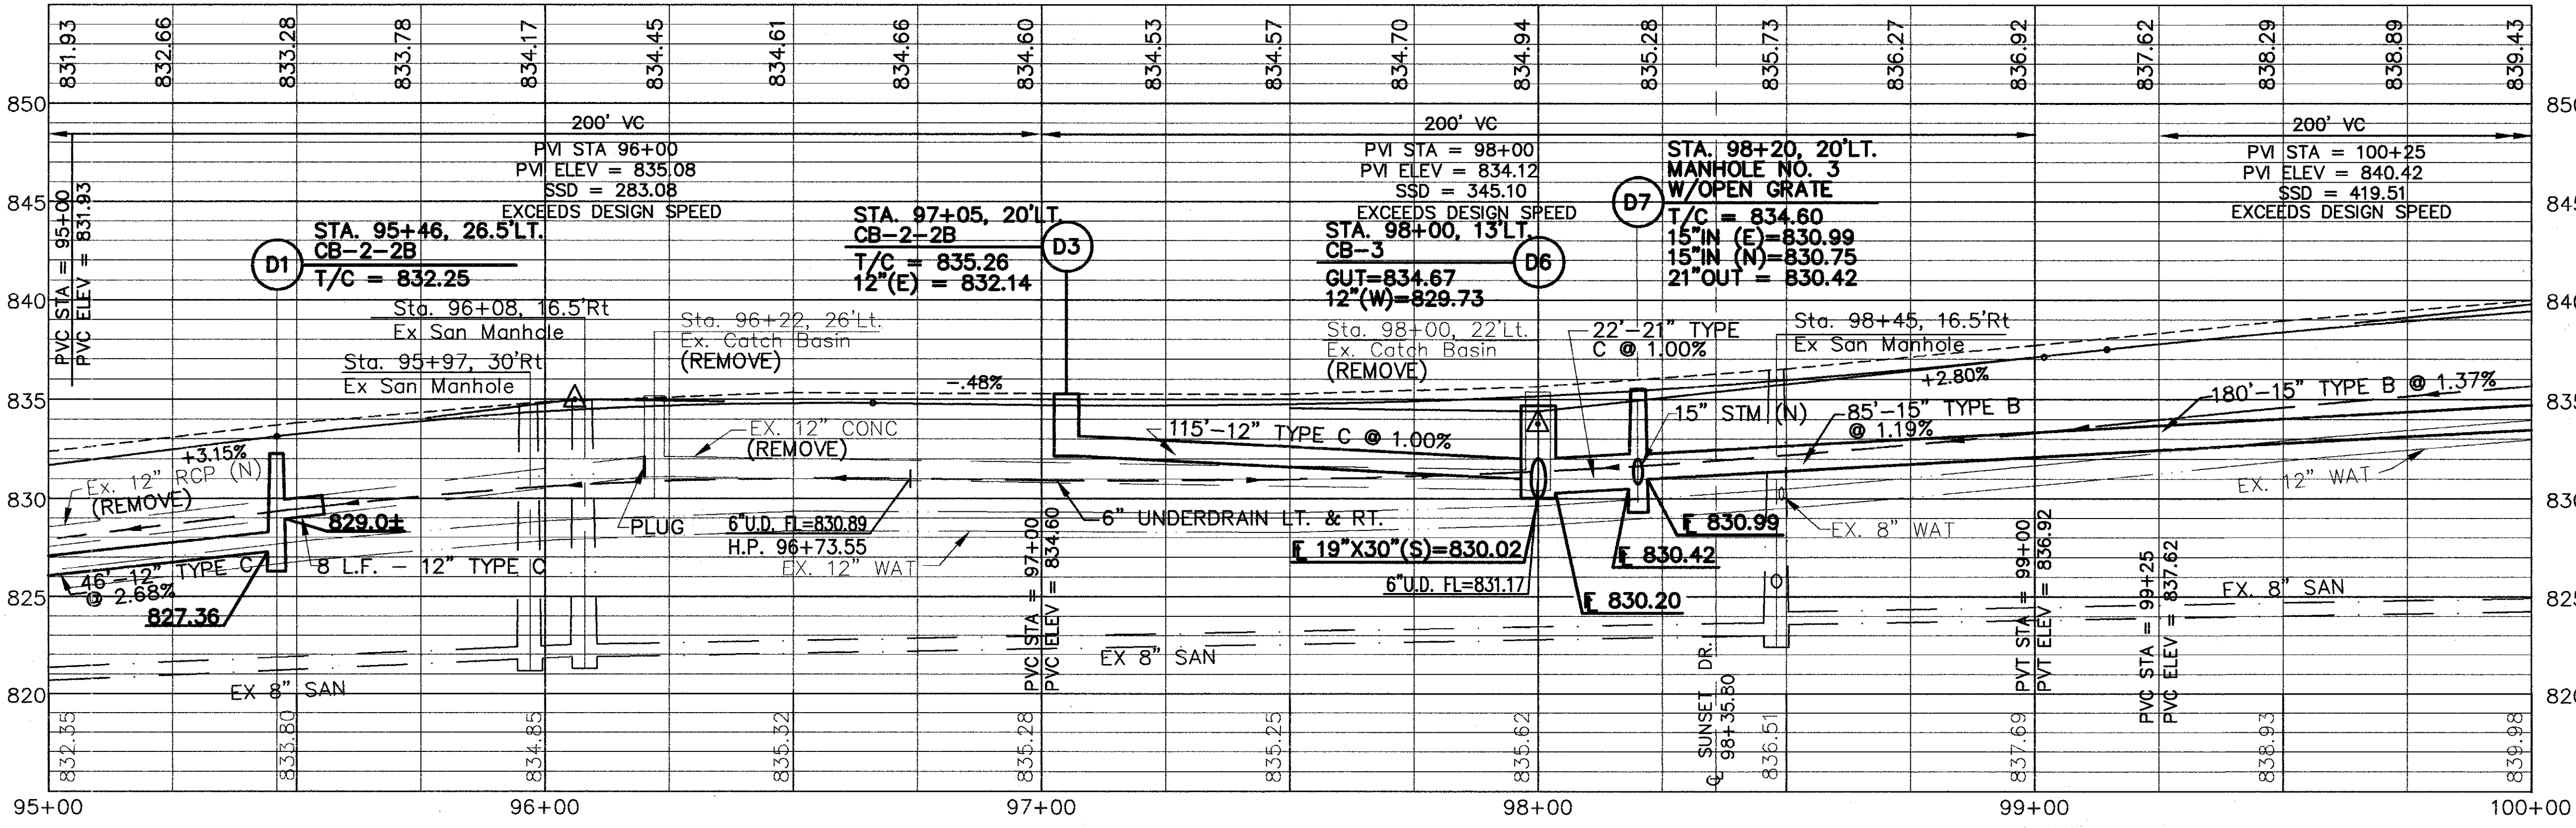 831.93
832.66
833.28
833.78
834.17
834.45
834.61
834.66
834.60
834.53
834.57
834.70
834.94
835.28
835.73
836.27
836.92
837.62
838.29
838.89
839.43
850
845
840
835
830
825
820
850
845
840
835
830
825
820
200' VC
PVI STA 96+00
PVI ELEV = 835.08
SSD = 283.08
EXCEEDS DESIGN SPEED
200' VC
PVI STA = 98+00
PVI ELEV = 834.12
SSD = 345.10
EXCEEDS DESIGN SPEED
200' VC
PVI STA = 100+25
PVI ELEV = 840.42
SSD = 419.51
EXCEEDS DESIGN SPEED
PVC STA = 95+00
PVC ELEV = 831.93
D1
STA. 95+46, 26.5'LT.
CB-2-2B
T/C = 832.25
STA. 97+05, 20'LT.
CB-2-2B
T/C = 835.26
12"(E) = 832.14
D3
STA. 98+00, 13'LT.
CB-3
GUT=834.67
12"(W)=829.73
D6
D7
STA. 98+20, 20'LT.
MANHOLE NO. 3
W/OPEN GRATE
T/C = 834.60
15"IN (E)=830.99
15"IN (N)=830.75
21"OUT = 830.42
Sta. 96+08, 16.5'Rt
Ex San Manhole
Sta. 95+97, 30'Rt
Ex San Manhole
Sta. 96+22, 26'Lt.
Ex. Catch Basin
(REMOVE)
Sta. 98+00, 22'Lt.
Ex. Catch Basin
(REMOVE)
22'-21" TYPE
C @ 1.00%
Sta. 98+45, 16.5'Rt
Ex San Manhole
-.48%
+2.80%
+3.15%
180'-15" TYPE B @ 1.37%
15" STM (N)
85'-15" TYPE B
@ 1.19%
EX. 12" CONC
(REMOVE)
115'-12" TYPE C @ 1.00%
Ex. 12" RCP (N)
(REMOVE)
829.0±
PLUG
6"U.D. FL=830.89
H.P. 96+73.55
6" UNDERDRAIN LT. & RT.
EX. 12" WAT
EX. 12" WAT
EX. 8" WAT
46'-12" TYPE C
@ 2.68%
8 L.F. - 12" TYPE C
827.36
19"X30"(S)=830.02
6"U.D. FL=831.17
830.99
830.42
830.20
PVC STA = 97+00
PVC ELEV = 834.60
PVT STA = 99+00
PVT ELEV = 836.92
PVC STA = 99+25
PVC ELEV = 837.62
EX 8" SAN
EX 8" SAN
EX. 8" SAN
SUNSET DR.
98+35.80
832.35
833.80
834.85
835.32
835.28
835.25
835.62
836.51
837.69
838.93
839.98
95+00
96+00
97+00
98+00
99+00
100+00